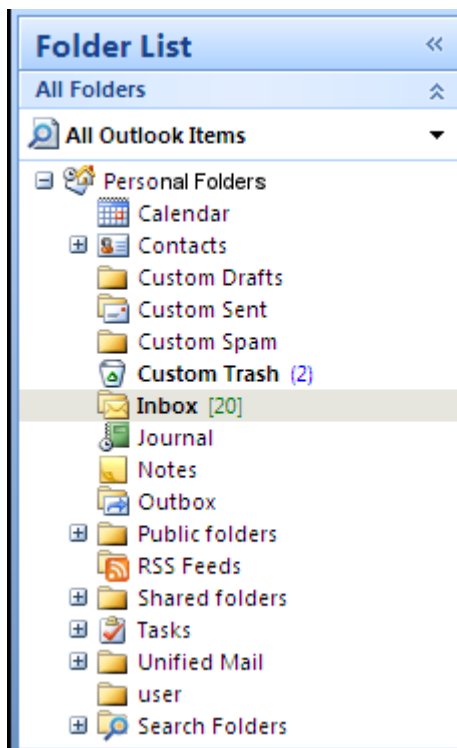 Folder List
All Folders
All Outlook Items
Personal Folders
Calendar
Contacts
Custom Drafts
Custom Sent
Custom Spam
Custom Trash (2)
Inbox [20]
Journal
Notes
Outbox
Public folders
RSS Feeds
Shared folders
Tasks
Unified Mail
user
Search Folders